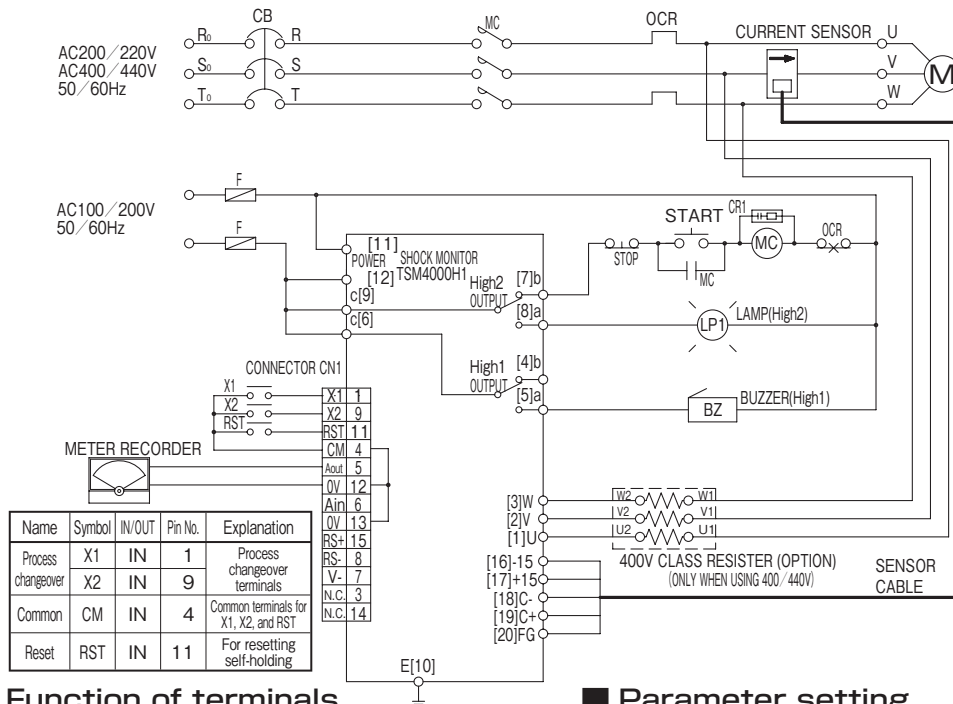 CB
MC
OCR
CURRENT SENSOR
AC200/220V
AC400/440V
50/60Hz
R₀
R
U
S₀
S
V
M
T₀
T
W
AC100/200V
50/60Hz
F
F
[11]
POWER
SHOCK MONITOR
[12] TSM4000H1
c[9]
c[6]
High2
OUTPUT
[7]b
[8]a
START
STOP
MC
CR1
MC
OCR
LP1
LAMP(High2)
High1
OUTPUT
[4]b
[5]a
BZ
BUZZER(High1)
CONNECTOR CN1
X1
X2
RST
X1 1
X2 9
RST 11
CM 4
Aout 5
0V 12
Ain 6
0V 13
RS+ 15
RS- 8
V- 7
N.C. 3
N.C. 14
METER RECORDER
[3]W
[2]V
[1]U
W2 W1
V2 V1
U2 U1
400V CLASS RESISTER (OPTION)
(ONLY WHEN USING 400/440V)
[16]-15
[17]+15
[18]C-
[19]C+
[20]FG
SENSOR
CABLE
E[10]
Name Symbol IN/OUT Pin No. Explanation
Process changeover X1 IN 1 Process changeover terminals
X2 IN 9
Common CM IN 4 Common terminals for X1, X2, and RST
Reset RST IN 11 For resetting self-holding
Function of terminals
■ Parameter setting